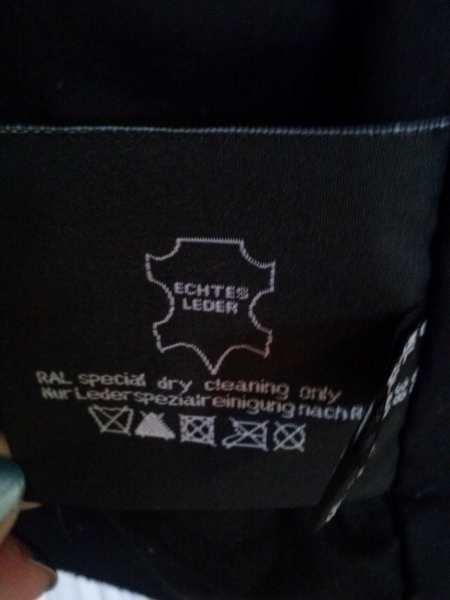 ECHTES
LEDER
RAL special dry cleaning only
Nur Lederspezialreinigung nach R